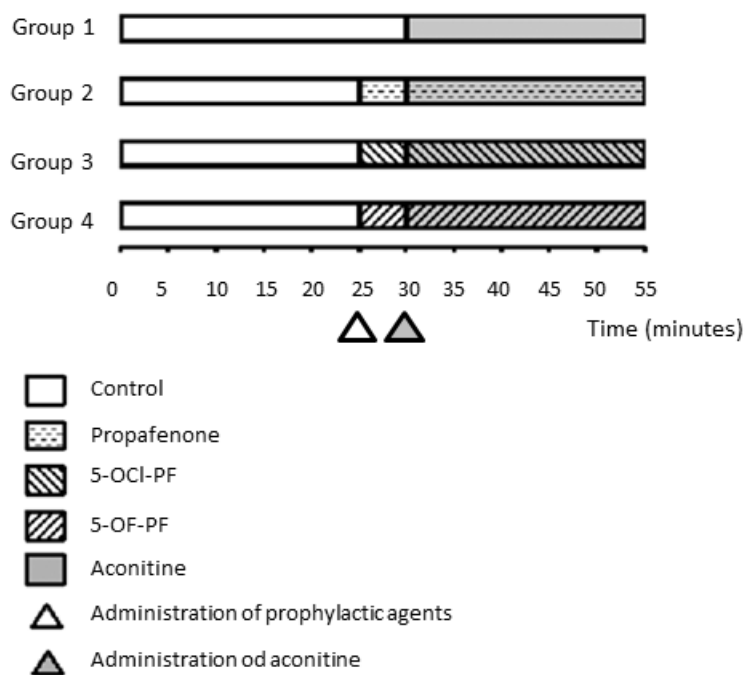 Group 1
Group 2
Group 3
Group 4
0 5 10 15 20 25 30 35 40 45 50 55
Time (minutes)
Control
Propafenone
5-OCl-PF
5-OF-PF
Aconitine
Administration of prophylactic agents
Administration od aconitine